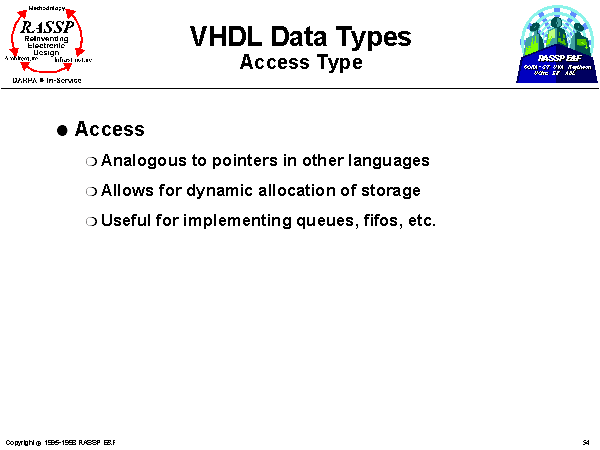 Methodology
RASSP
Reinventing
Electronic
Design
Architecture Infrastructure
DARPA • Tri-Service
VHDL Data Types
Access Type
RASSP E&F
SCRA • GT • UVA • Raytheon
UCinc • EIT • ADL
● Access
❍ Analogous to pointers in other languages
❍ Allows for dynamic allocation of storage
❍ Useful for implementing queues, fifos, etc.
Copyright © 1995-1998 RASSP E&F